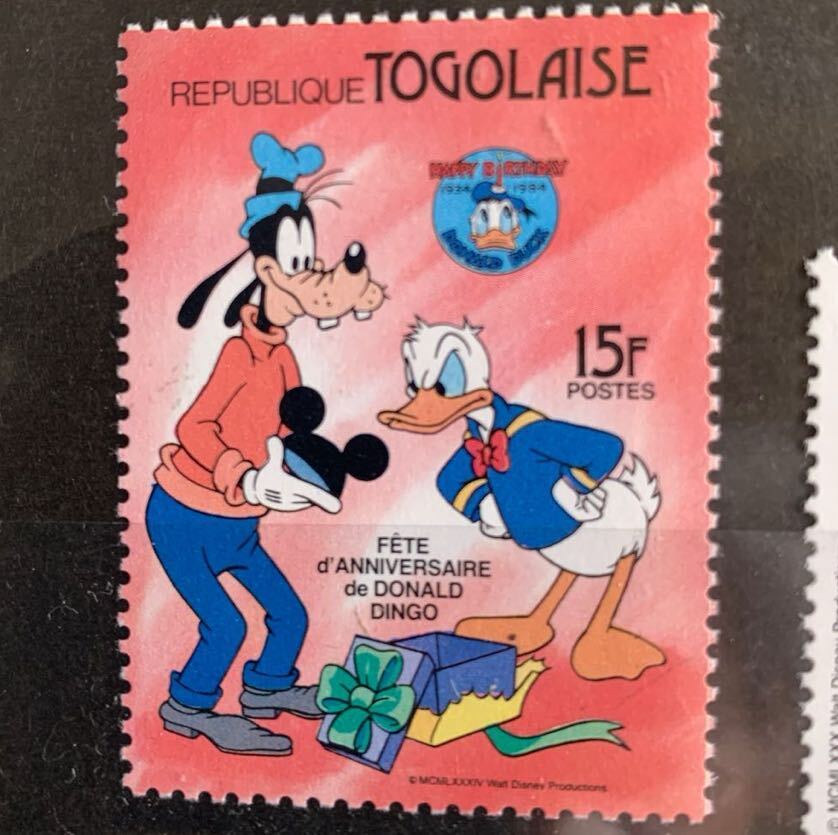 REPUBLIQUE TOGOLAISE
HAPPY BIRTHDAY
1934 1984
DONALD DUCK
15F
POSTES
FÊTE
d'ANNIVERSAIRE
de DONALD
DINGO
© MCMLXXXIV Walt Disney Productions